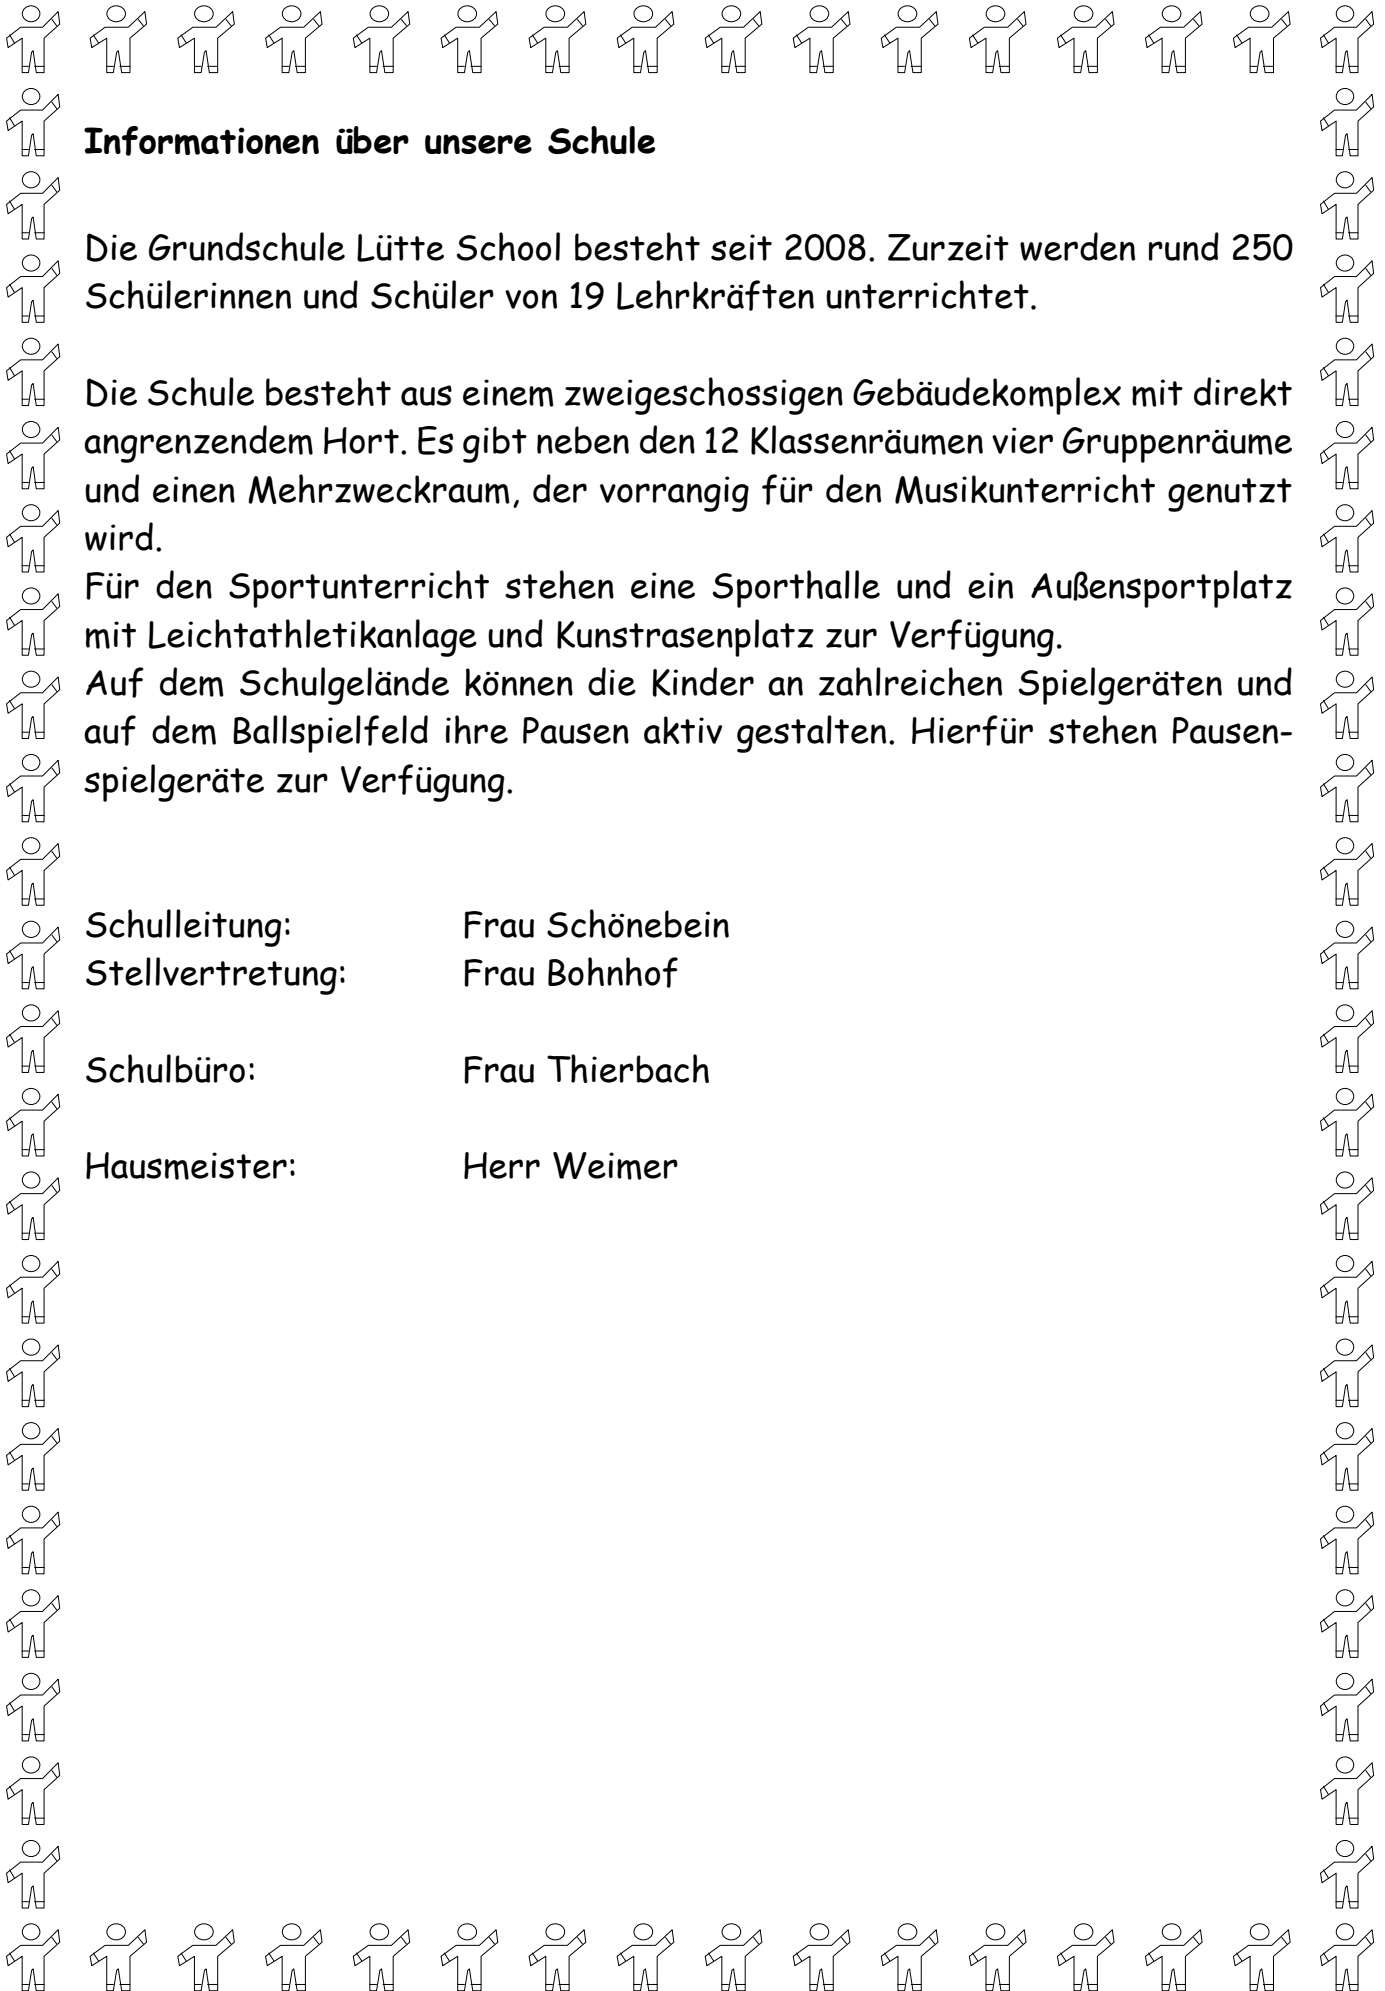 Informationen über unsere Schule
Die Grundschule Lütte School besteht seit 2008. Zurzeit werden rund 250
Schülerinnen und Schüler von 19 Lehrkräften unterrichtet.
Die Schule besteht aus einem zweigeschossigen Gebäudekomplex mit direkt
angrenzendem Hort. Es gibt neben den 12 Klassenräumen vier Gruppenräume
und einen Mehrzweckraum, der vorrangig für den Musikunterricht genutzt
wird.
Für den Sportunterricht stehen eine Sporthalle und ein Außensportplatz
mit Leichtathletikanlage und Kunstrasenplatz zur Verfügung.
Auf dem Schulgelände können die Kinder an zahlreichen Spielgeräten und
auf dem Ballspielfeld ihre Pausen aktiv gestalten. Hierfür stehen Pausen-
spielgeräte zur Verfügung.
Schulleitung: Frau Schönebein
Stellvertretung: Frau Bohnhof
Schulbüro: Frau Thierbach
Hausmeister: Herr Weimer